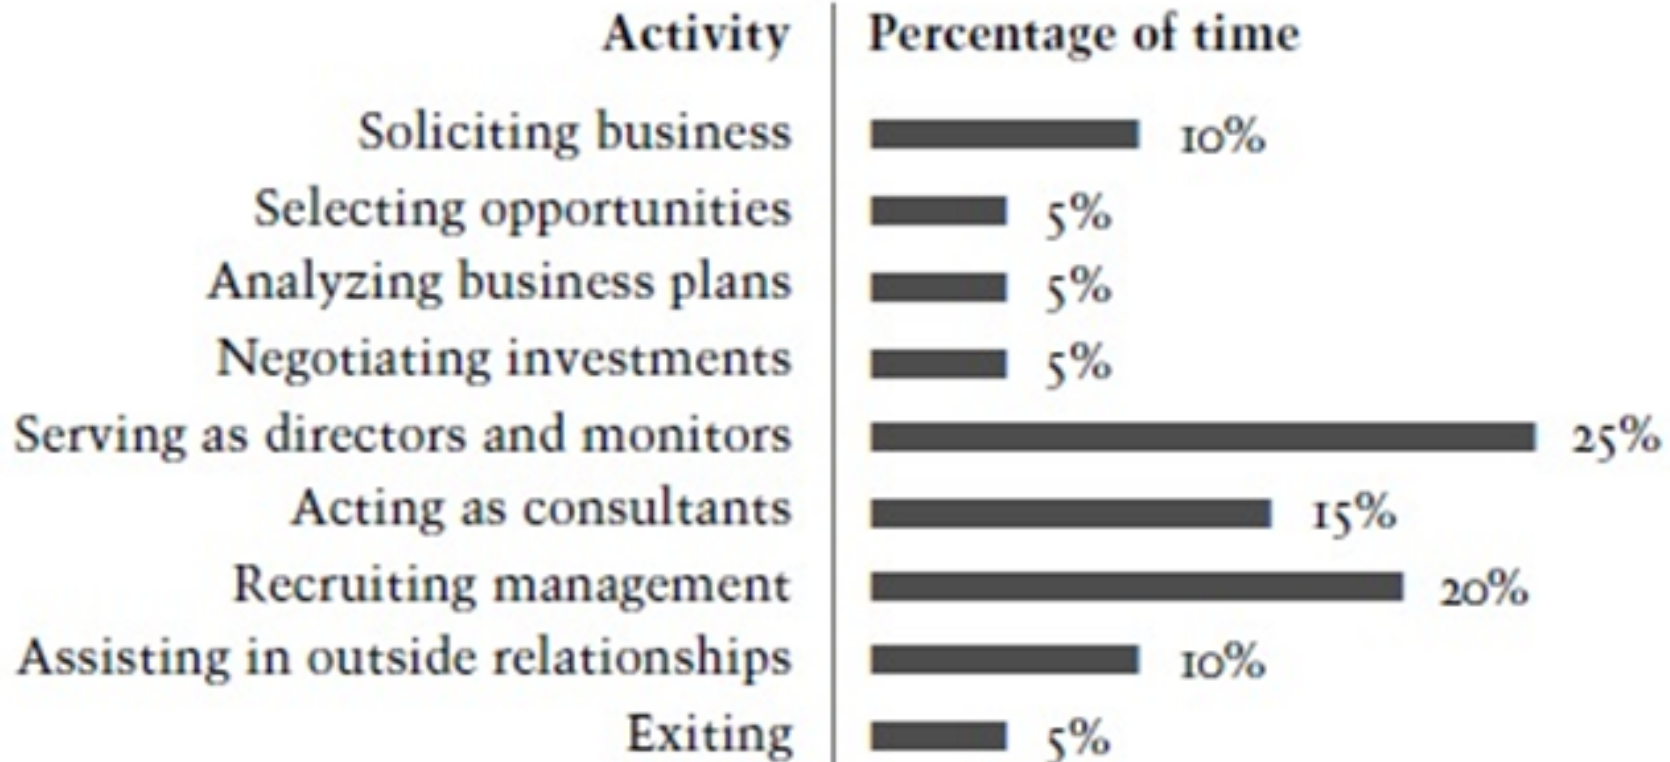 Activity Percentage of time
Soliciting business 10%
Selecting opportunities 5%
Analyzing business plans 5%
Negotiating investments 5%
Serving as directors and monitors 25%
Acting as consultants 15%
Recruiting management 20%
Assisting in outside relationships 10%
Exiting 5%